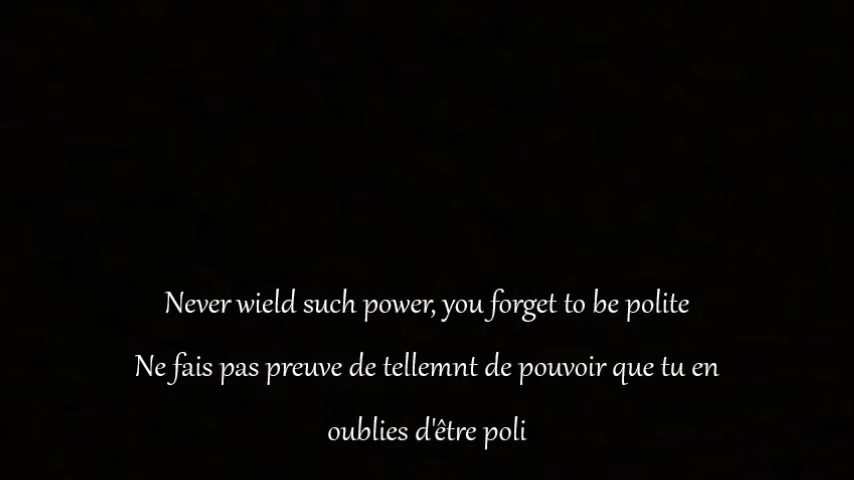 Never wield such power, you forget to be polite
Ne fais pas preuve de tellemnt de pouvoir que tu en
oublies d'être poli